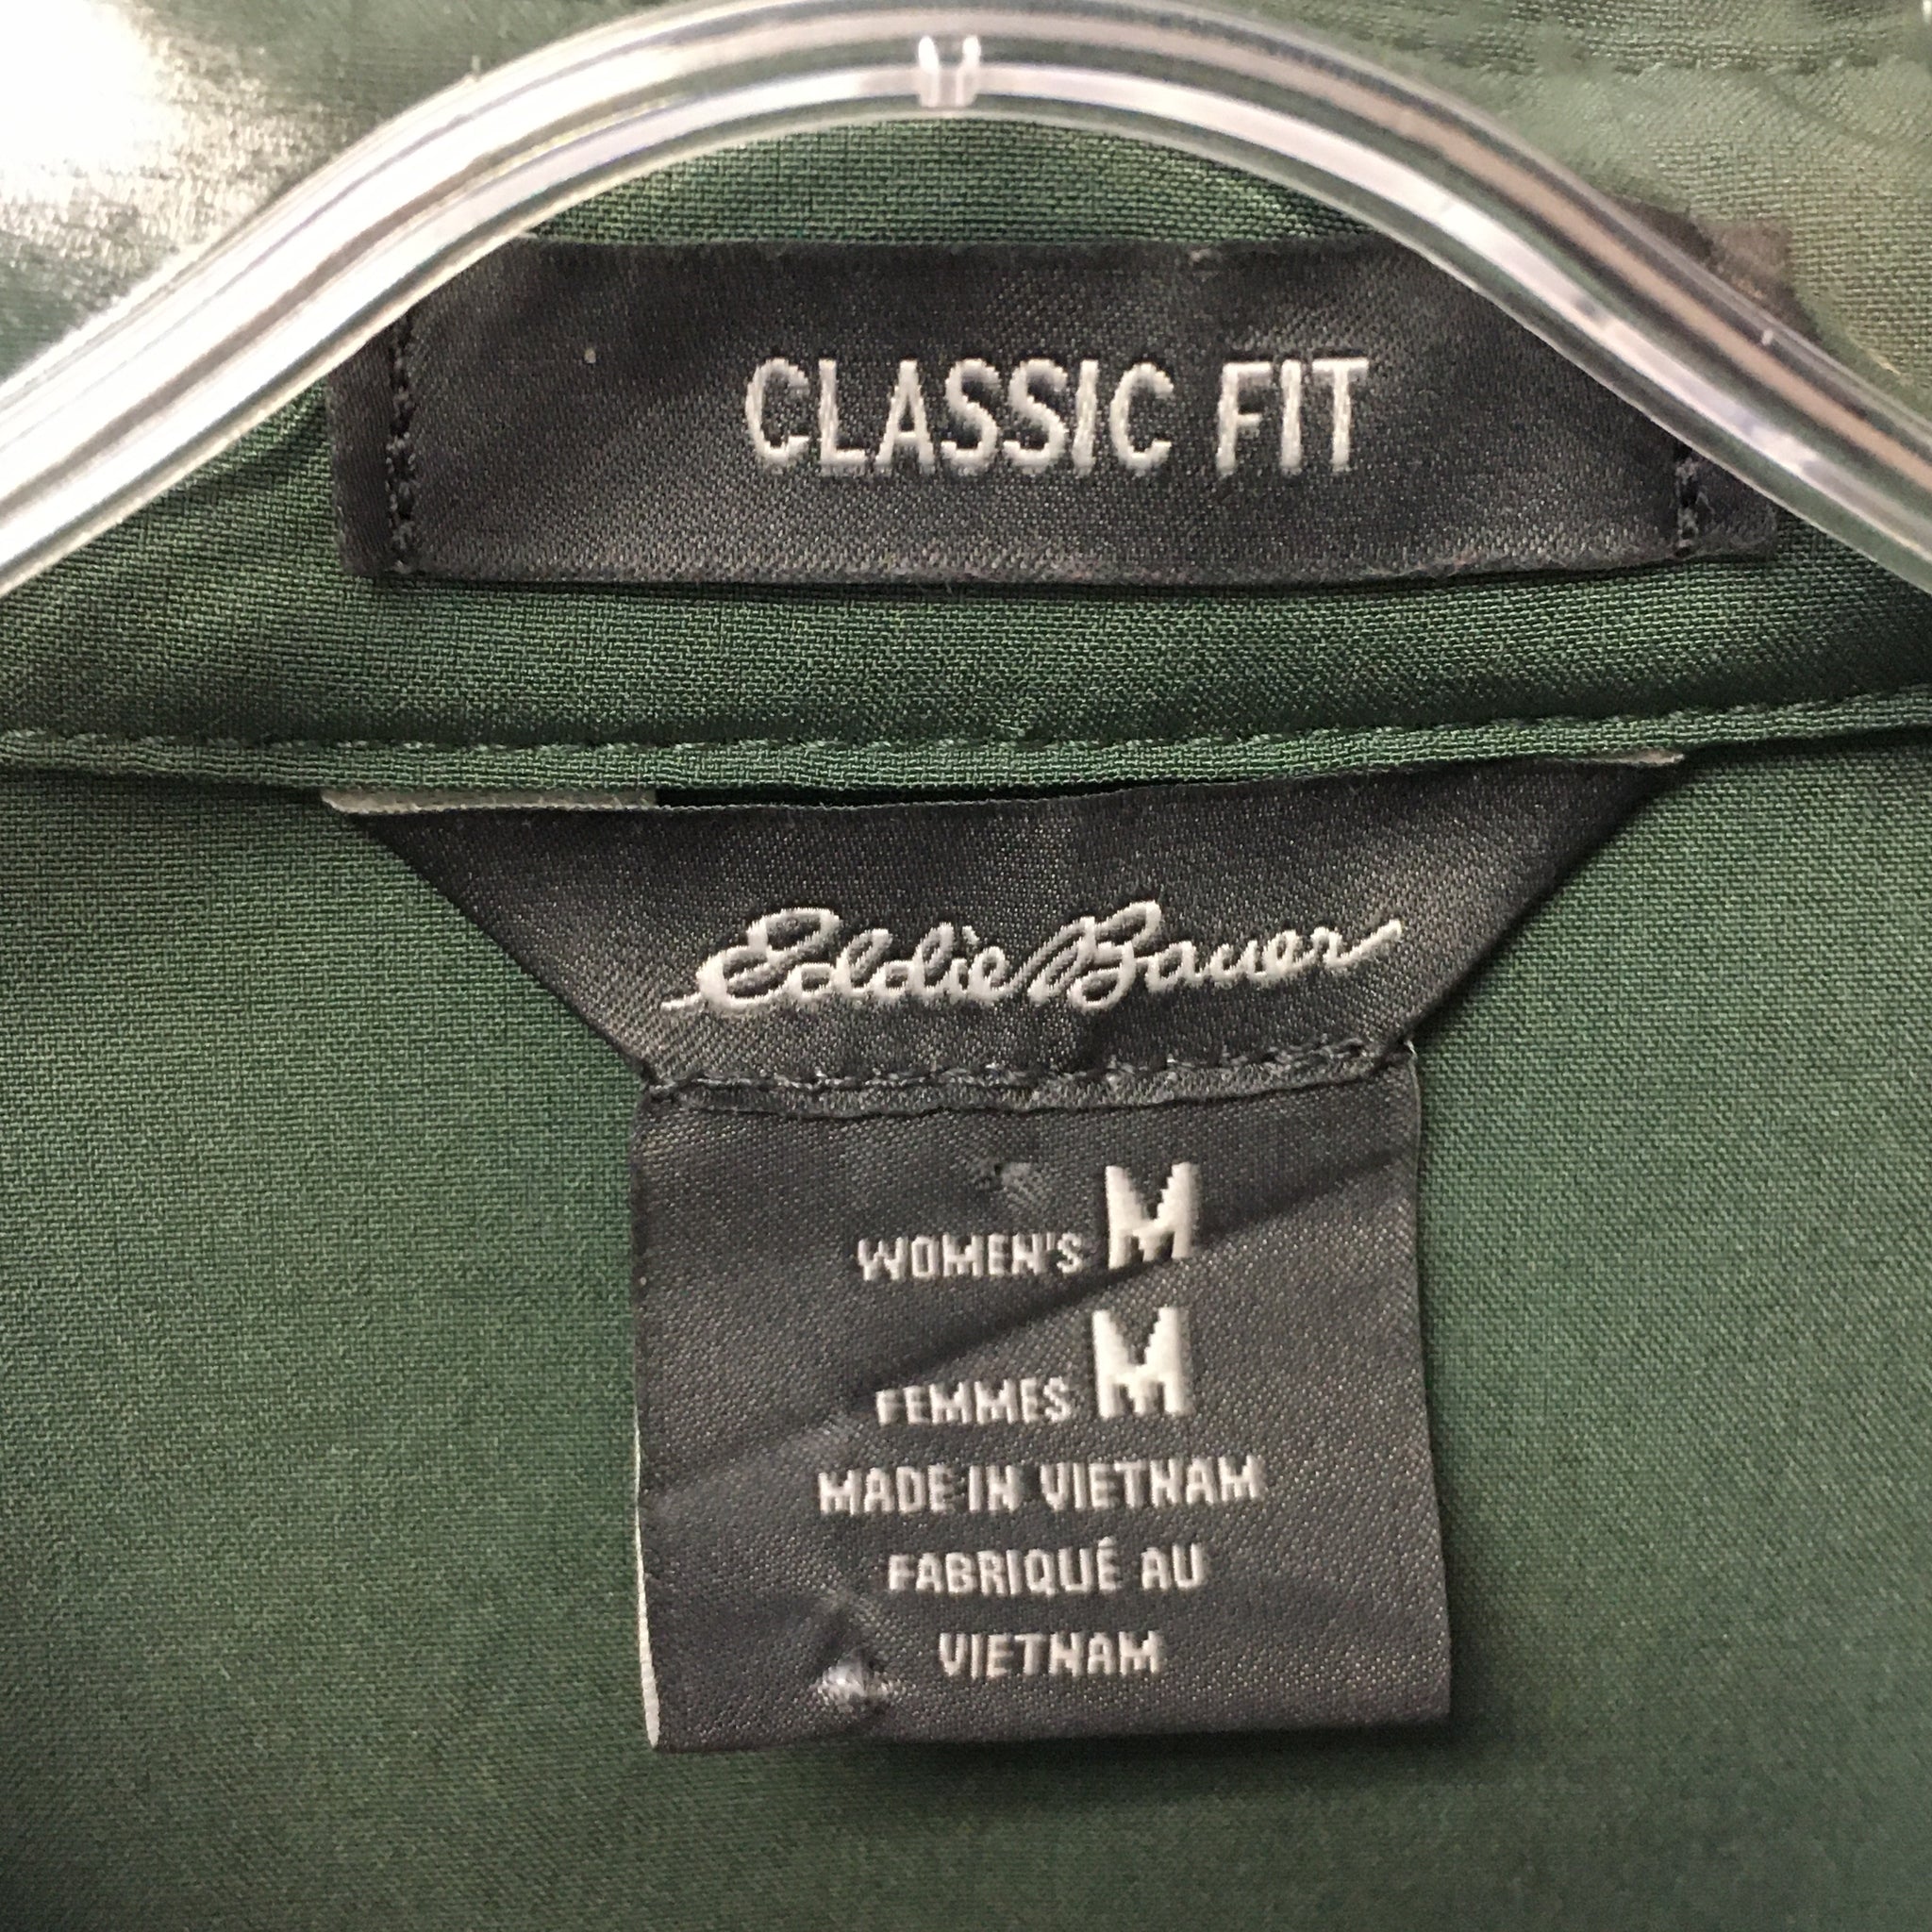 CLASSIC FIT
Eddie Bauer
WOMEN'S M
FEMMES M
MADE IN VIETNAM
FABRIQUÉ AU
VIETNAM